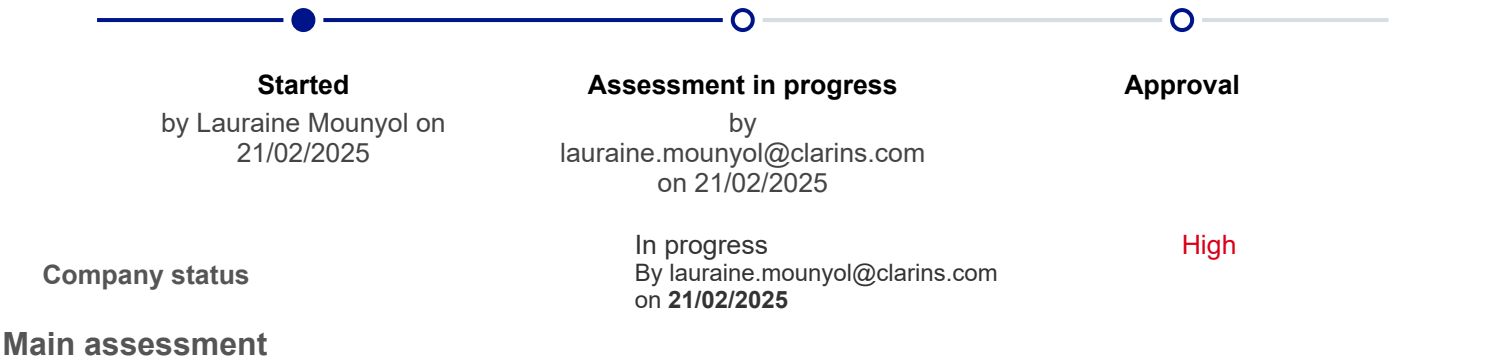 Started
by Lauraine Mounyol on
21/02/2025
Assessment in progress
by
lauraine.mounyol@clarins.com
on 21/02/2025
Approval
Company status
In progress
By lauraine.mounyol@clarins.com
on 21/02/2025
High
Main assessment